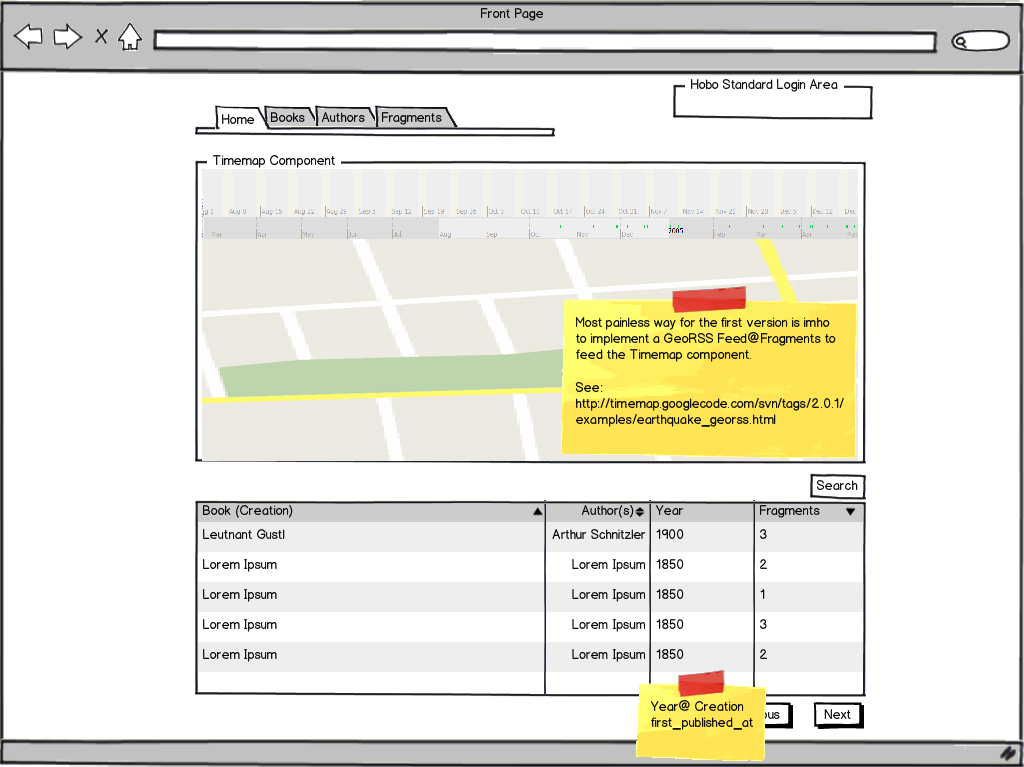 Front Page
Hobo Standard Login Area
Home Books Authors Fragments
Timemap Component
g 1 Aug 8 Aug 15 Aug 22 Aug 29 Sep 5 Sep 12 Sep 19 Sep 26 Oct 3 Oct 10 Oct 17 Oct 24 Oct 31 Nov 7 Nov 14 Nov 21 Nov 28 Dec 5 Dec 12 Dec
Mar Apr May Jun Jul Aug Sep Oct Nov Dec 2005 Feb Mar Apr May
Most painless way for the first version is imho
to implement a GeoRSS Feed@Fragments to
feed the Timemap component.
See:
http://timemap.googlecode.com/svn/tags/2.0.1/
examples/earthquake_georss.html
Search
Book (Creation) Author(s) Year Fragments
Leutnant Gustl Arthur Schnitzler 1900 3
Lorem Ipsum Lorem Ipsum 1850 2
Lorem Ipsum Lorem Ipsum 1850 1
Lorem Ipsum Lorem Ipsum 1850 3
Lorem Ipsum Lorem Ipsum 1850 2
Year@ Creation
first_published_at
ous Next